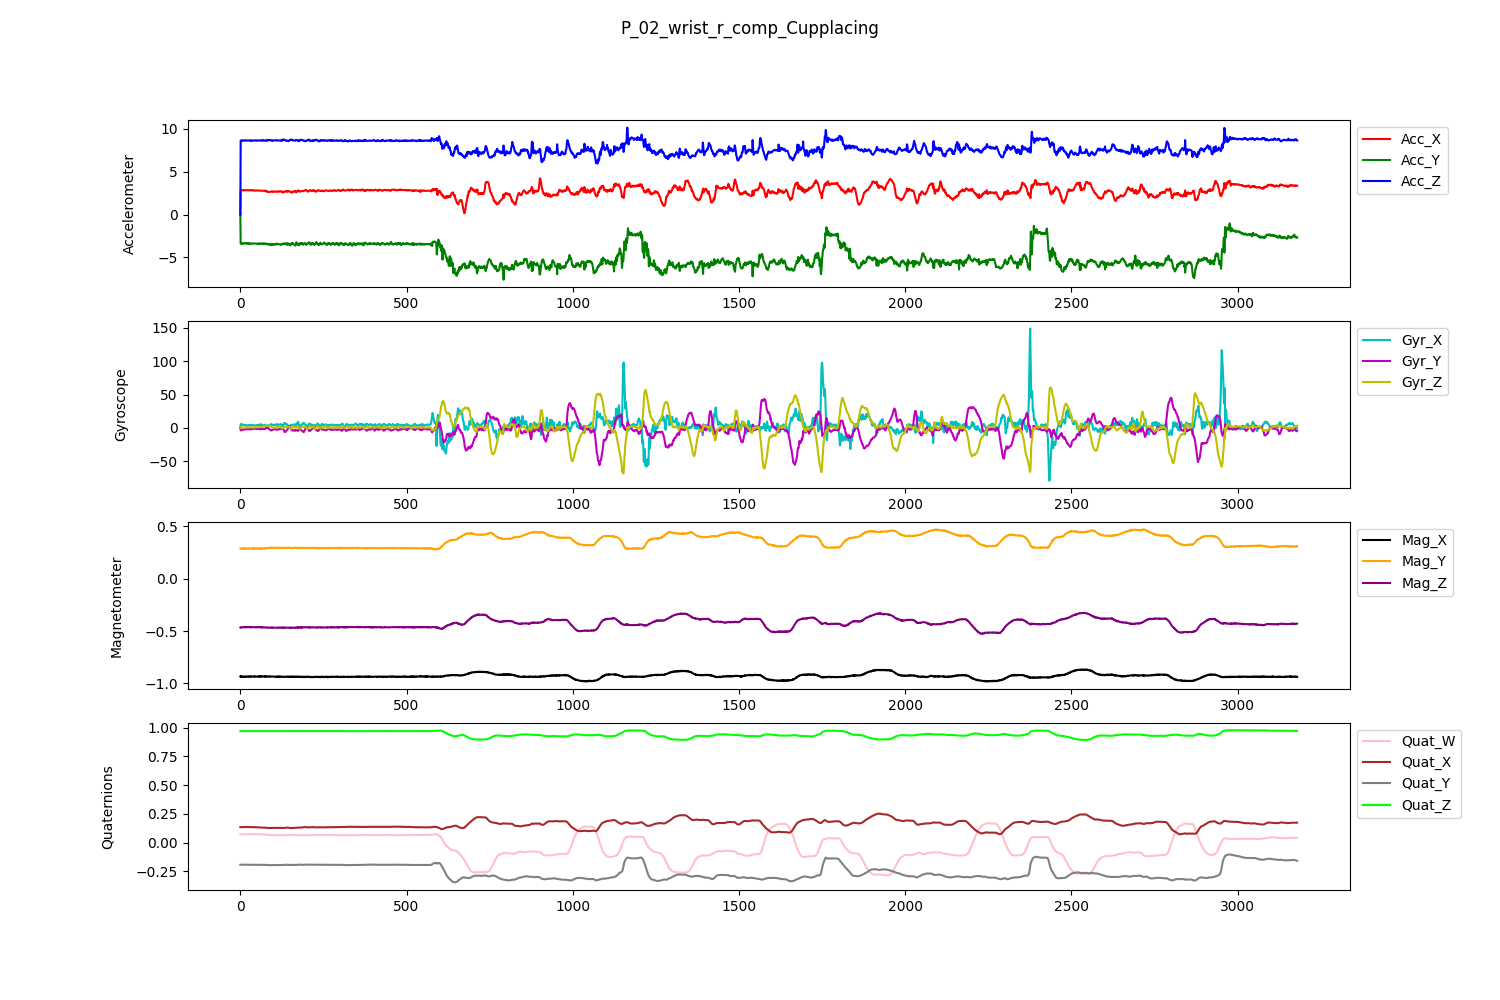 P_02_wrist_r_comp_Cupplacing
Accelerometer
10
5
0
−5
0 500 1000 1500 2000 2500 3000
Acc_X
Acc_Y
Acc_Z
Gyroscope
150
100
50
0
−50
0 500 1000 1500 2000 2500 3000
Gyr_X
Gyr_Y
Gyr_Z
Magnetometer
0.5
0.0
−0.5
−1.0
0 500 1000 1500 2000 2500 3000
Mag_X
Mag_Y
Mag_Z
Quaternions
1.00
0.75
0.50
0.25
0.00
−0.25
0 500 1000 1500 2000 2500 3000
Quat_W
Quat_X
Quat_Y
Quat_Z